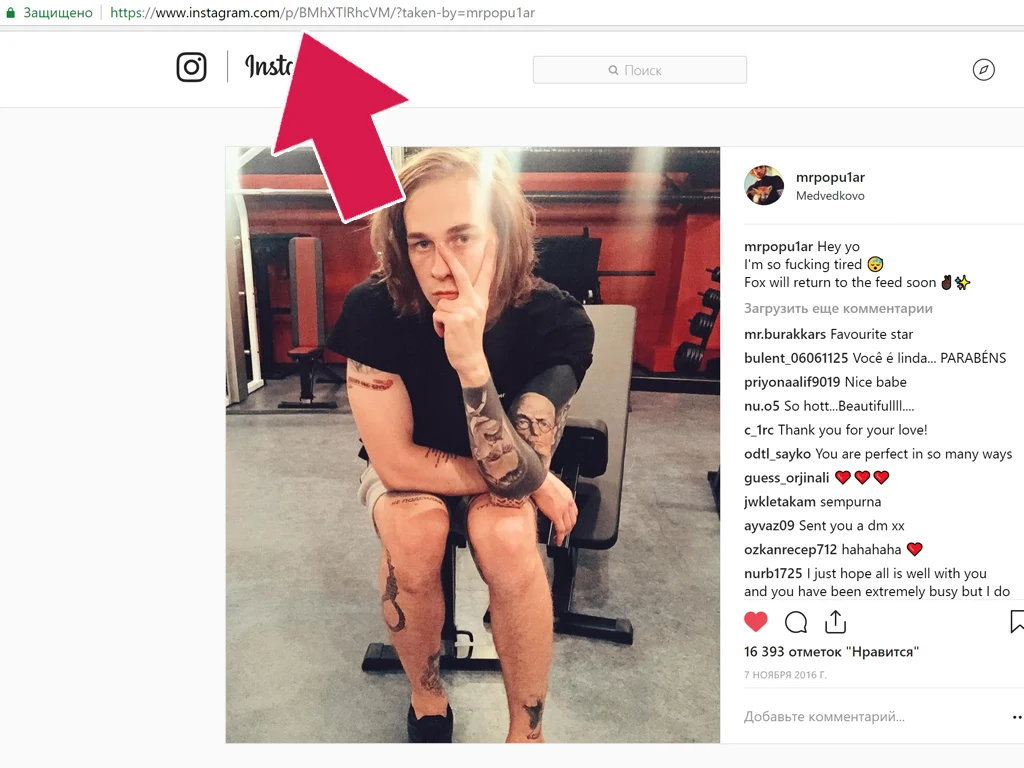 Защищено
https://www.instagram.com/p/BMhXTlRhcVM/?taken-by=mrpopu1ar
Поиск
mrpopu1ar
Medvedkovo
mrpopu1ar Hey yo
I'm so fucking tired 😴
Fox will return to the feed soon ✌🏿✨
Загрузить еще комментарии
mr.burakkars Favourite star
bulent_06061125 Você é linda... PARABÉNS
priyonaalif9019 Nice babe
nu.o5 So hott...Beautifullll....
c_1rc Thank you for your love!
odtl_sayko You are perfect in so many ways
guess_orjinali ❤️❤️❤️
jwkletakam sempurna
ayvaz09 Sent you a dm xx
ozkanrecep712 hahahaha ❤️
nurb1725 I just hope all is well with you
and you have been extremely busy but I do
16 393 отметок "Нравится"
7 НОЯБРЯ 2016 Г.
Добавьте комментарий...